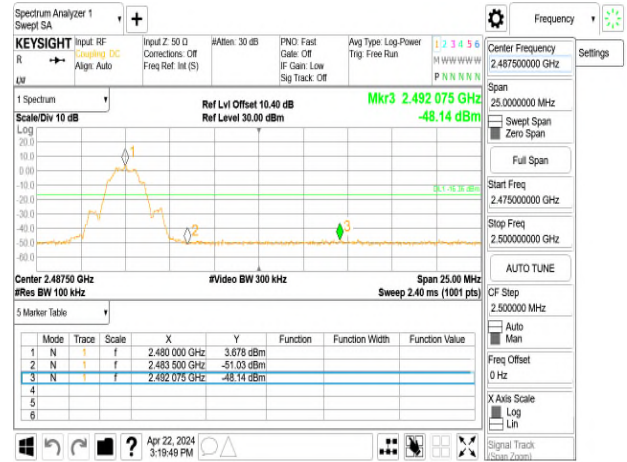 Spectrum Analyzer 1
Swept SA
Frequency
KEYSIGHT Input: RF Input Z: 50 Ω #Atten: 30 dB PNO: Fast Avg Type: Log-Power 1 2 3 4 5 6
R Coupling: DC Corrections: Off Gate: Off Trig: Free Run M W W W W W
Align: Auto Freq Ref: Int (S) IF Gain: Low P N N N N N
Sig Track: Off
Center Frequency
2.487500000 GHz
Settings
Span
25.0000000 MHz
Swept Span
Zero Span
Full Span
Start Freq
2.475000000 GHz
Stop Freq
2.500000000 GHz
AUTO TUNE
CF Step
2.500000 MHz
Auto
Man
Freq Offset
0 Hz
X Axis Scale
Log
Lin
Signal Track
(Span Zoom)
1 Spectrum
Ref Lvl Offset 10.40 dB
Mkr3 2.492 075 GHz
Scale/Div 10 dB
Ref Level 30.00 dBm
-48.14 dBm
Log
20.0
10.0
0.00
-10.0
-20.0
-30.0
-40.0
-50.0
-60.0
1
2
3
DL1 -16.36 dBm
Center 2.48750 GHz #Video BW 300 kHz Span 25.00 MHz
#Res BW 100 kHz Sweep 2.40 ms (1001 pts)
5 Marker Table
Mode Trace Scale X Y Function Function Width Function Value
1 N 1 f 2.480 000 GHz 3.678 dBm
2 N 1 f 2.483 500 GHz -51.03 dBm
3 N 1 f 2.492 075 GHz -48.14 dBm
4
5
6
?
Apr 22, 2024
3:19:49 PM